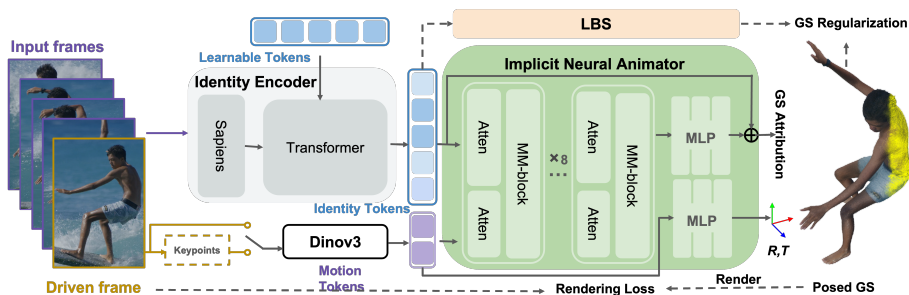 LBS
GS Regularization
Input frames
Learnable Tokens
Implicit Neural Animator
Identity Encoder
Sapiens
Transformer
Atten
MM-block
×8
...
Atten
MM-block
MLP
GS Attribution
Identity Tokens
Atten
Atten
MLP
Keypoints
Dinov3
R,T
Motion
Tokens
Driven frame
Rendering Loss
Render
Posed GS